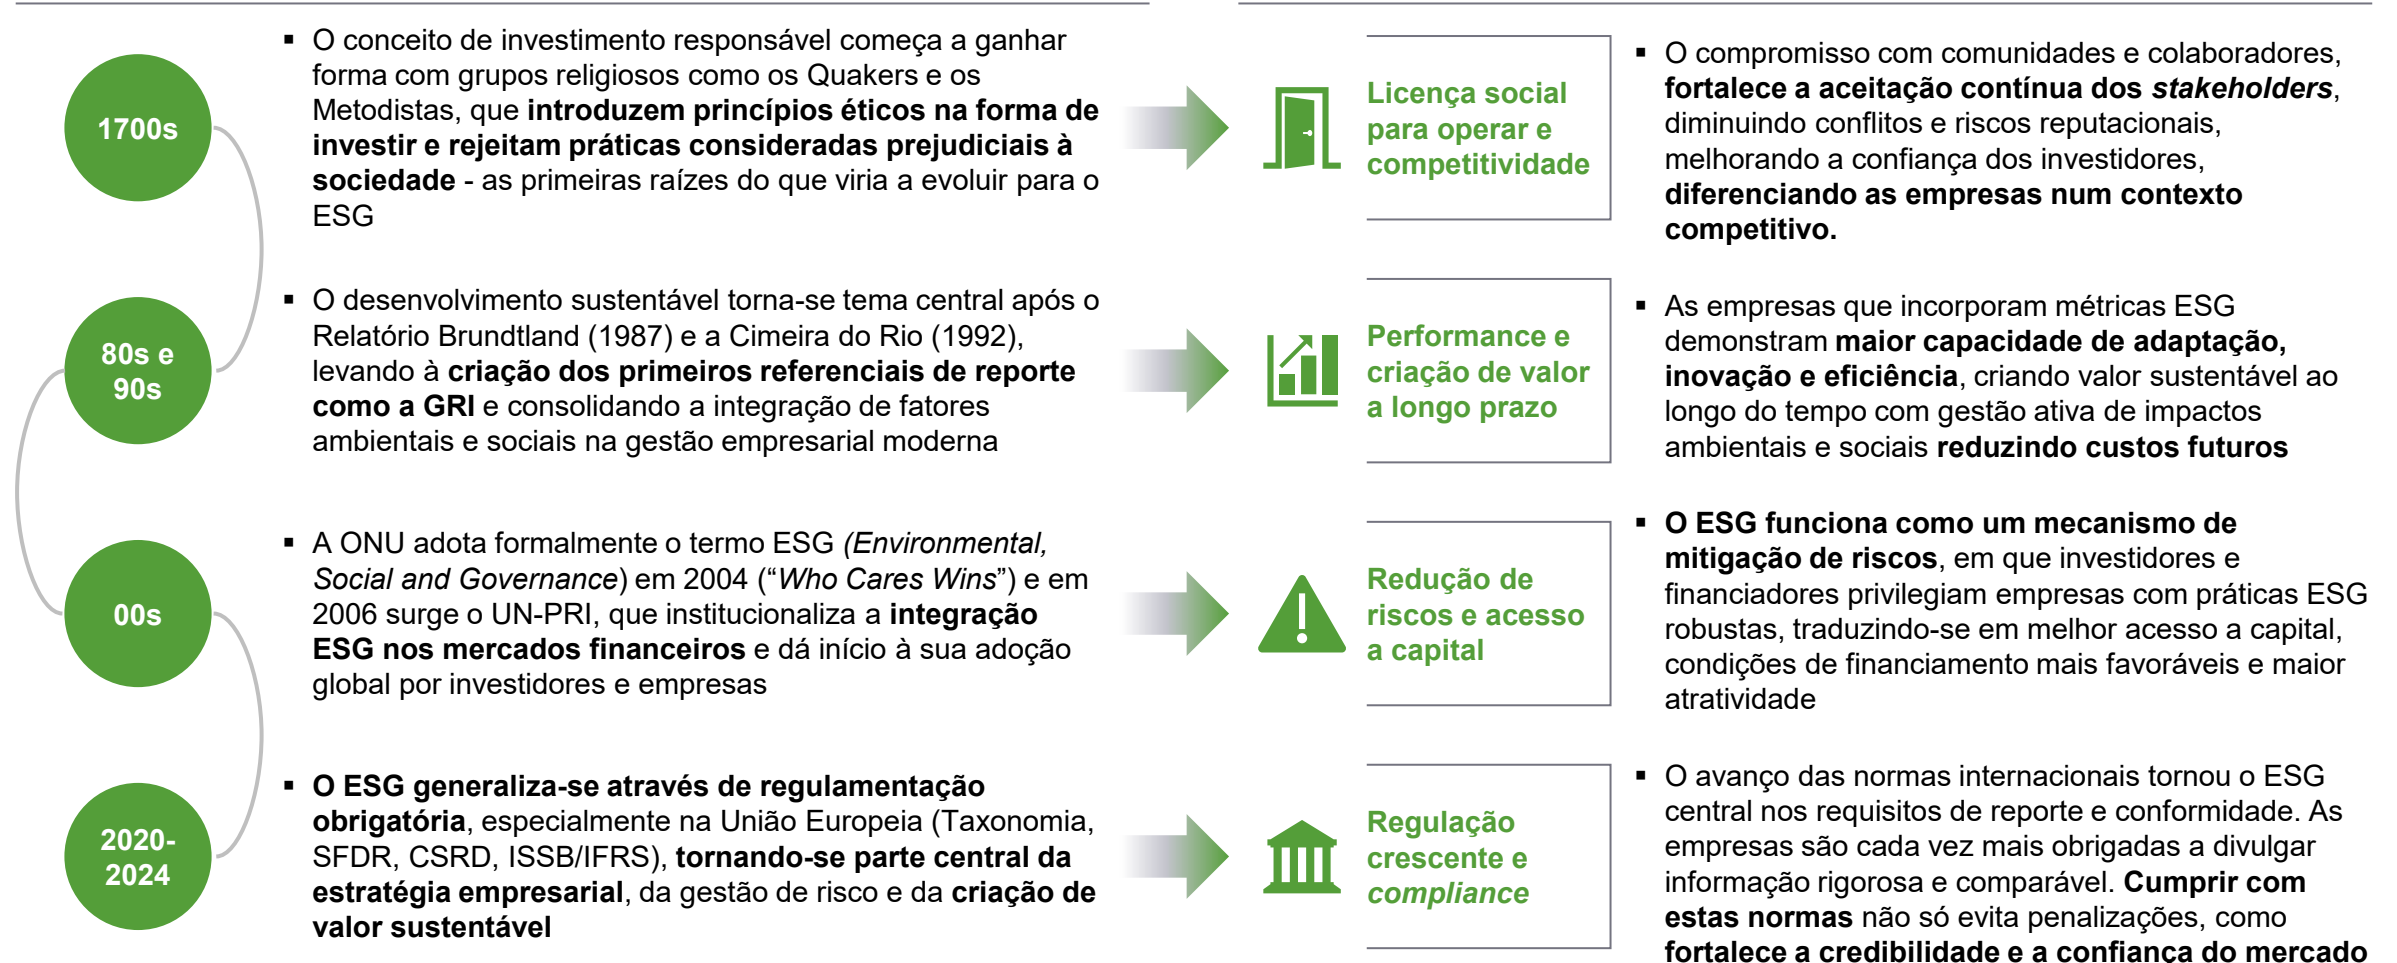 1700s
▪ O conceito de investimento responsável começa a ganhar
forma com grupos religiosos como os Quakers e os
Metodistas, que introduzem princípios éticos na forma de
investir e rejeitam práticas consideradas prejudiciais à
sociedade - as primeiras raízes do que viria a evoluir para o
ESG
Licença social
para operar e
competitividade
▪ O compromisso com comunidades e colaboradores,
fortalece a aceitação contínua dos stakeholders,
diminuindo conflitos e riscos reputacionais,
melhorando a confiança dos investidores,
diferenciando as empresas num contexto
competitivo.
80s e
90s
▪ O desenvolvimento sustentável torna-se tema central após o
Relatório Brundtland (1987) e a Cimeira do Rio (1992),
levando à criação dos primeiros referenciais de reporte
como a GRI e consolidando a integração de fatores
ambientais e sociais na gestão empresarial moderna
Performance e
criação de valor
a longo prazo
▪ As empresas que incorporam métricas ESG
demonstram maior capacidade de adaptação,
inovação e eficiência, criando valor sustentável ao
longo do tempo com gestão ativa de impactos
ambientais e sociais reduzindo custos futuros
00s
▪ A ONU adota formalmente o termo ESG (Environmental,
Social and Governance) em 2004 (“Who Cares Wins”) e em
2006 surge o UN-PRI, que institucionaliza a integração
ESG nos mercados financeiros e dá início à sua adoção
global por investidores e empresas
Redução de
riscos e acesso
a capital
▪ O ESG funciona como um mecanismo de
mitigação de riscos, em que investidores e
financiadores privilegiam empresas com práticas ESG
robustas, traduzindo-se em melhor acesso a capital,
condições de financiamento mais favoráveis e maior
atratividade
2020-
2024
▪ O ESG generaliza-se através de regulamentação
obrigatória, especialmente na União Europeia (Taxonomia,
SFDR, CSRD, ISSB/IFRS), tornando-se parte central da
estratégia empresarial, da gestão de risco e da criação de
valor sustentável
Regulação
crescente e
compliance
▪ O avanço das normas internacionais tornou o ESG
central nos requisitos de reporte e conformidade. As
empresas são cada vez mais obrigadas a divulgar
informação rigorosa e comparável. Cumprir com
estas normas não só evita penalizações, como
fortalece a credibilidade e a confiança do mercado